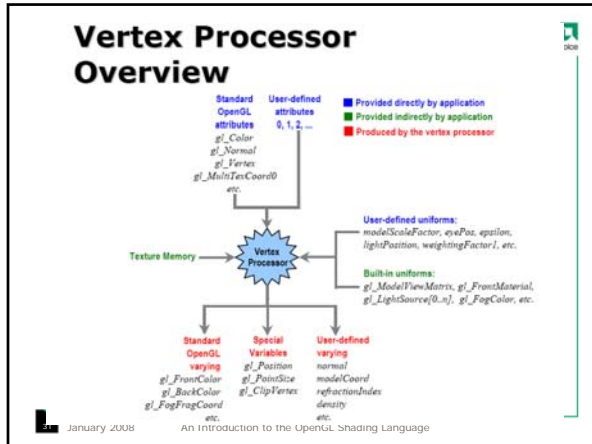 Vertex Processor
Overview
Standard
OpenGL
attributes
gl_Color
gl_Normal
gl_Vertex
gl_MultiTexCoord0
etc.
User-defined
attributes
0, 1, 2, ...
Provided directly by application
Provided indirectly by application
Produced by the vertex processor
Texture Memory
Vertex
Processor
User-defined uniforms:
modelScaleFactor, eyePos, epsilon,
lightPosition, weightingFactor1, etc.
Built-in uniforms:
gl_ModelViewMatrix, gl_FrontMaterial,
gl_LightSource[0..n], gl_FogColor, etc.
Standard
OpenGL
varying
gl_FrontColor
gl_BackColor
gl_FogFragCoord
etc.
Special
Variables
gl_Position
gl_PointSize
gl_ClipVertex
User-defined
varying
normal
modelCoord
refractionIndex
density
etc.
31 January 2008 An Introduction to the OpenGL Shading Language